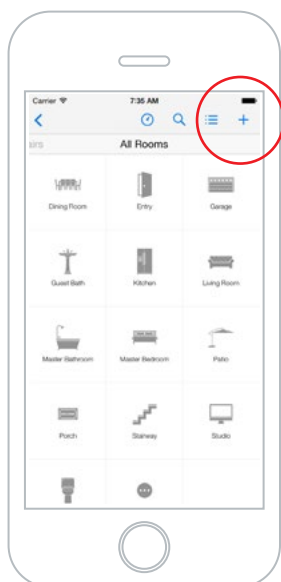 Carrier 7:35 AM
All Rooms
Dining Room Entry Garage
Guest Bath Kitchen Living Room
Master Bathroom Master Bedroom Patio
Porch Stairway Studio